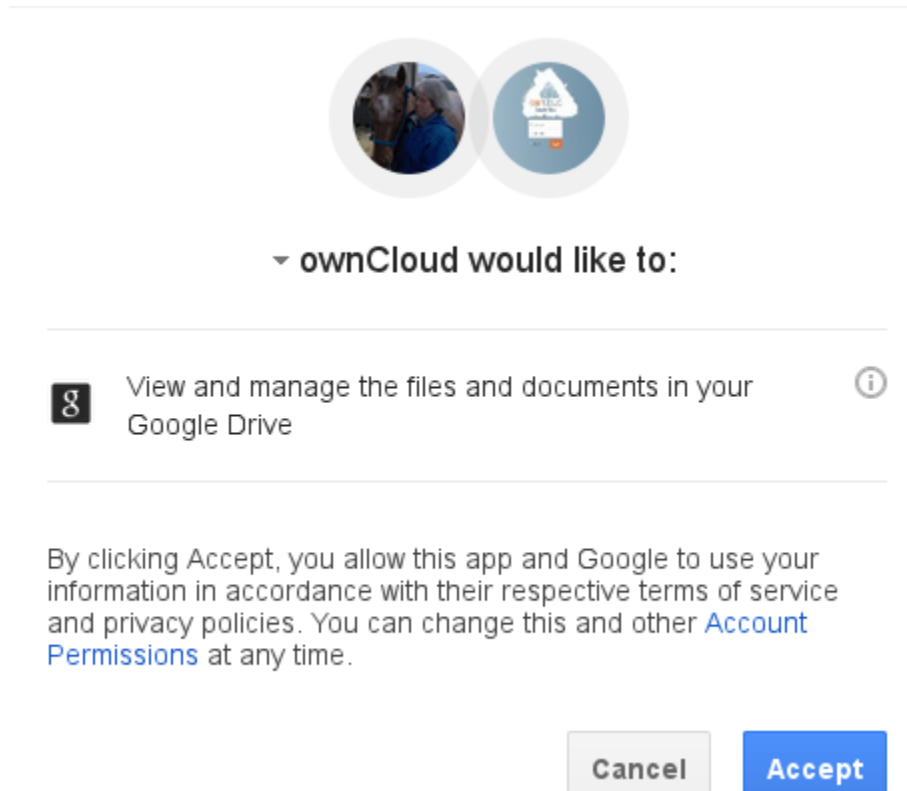 ownCloud would like to:
View and manage the files and documents in your
Google Drive
By clicking Accept, you allow this app and Google to use your
information in accordance with their respective terms of service
and privacy policies. You can change this and other Account
Permissions at any time.
Cancel
Accept